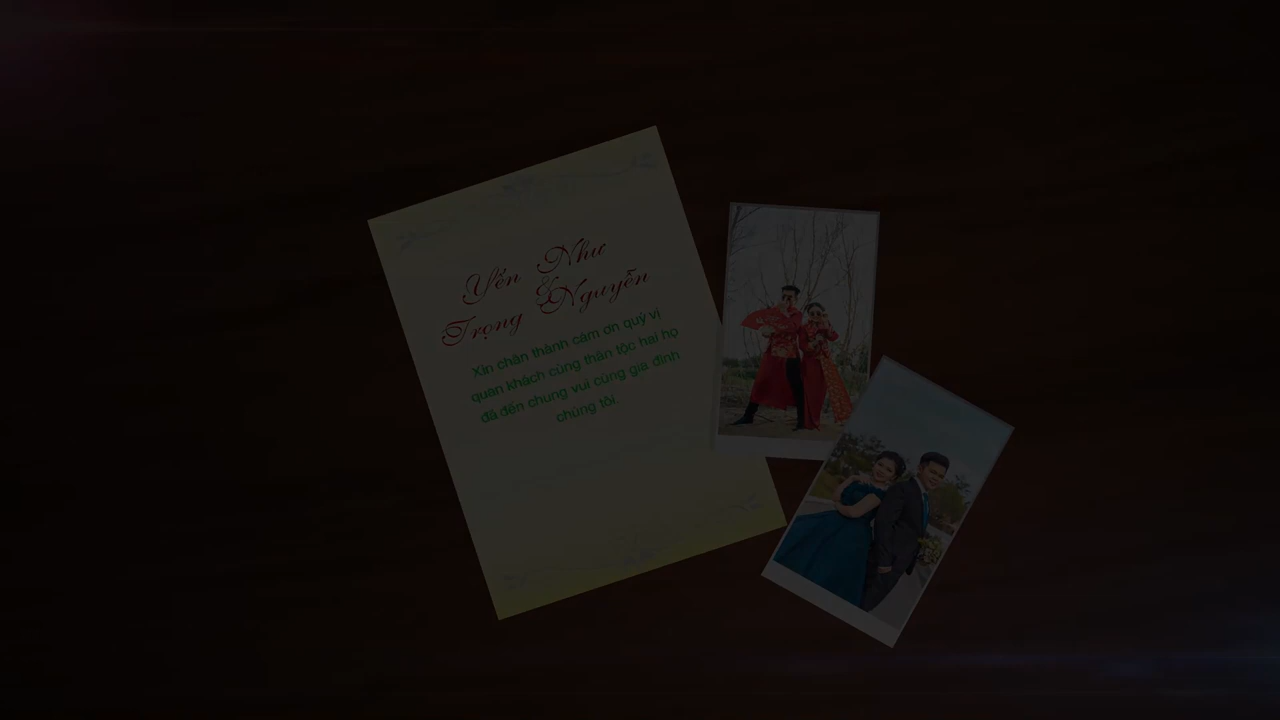 Yến Như
&
Trọng Nguyễn
Xin chân thành cảm ơn quý vị
quan khách cùng thân tộc hai họ
đã đến chung vui cùng gia đình
chúng tôi.